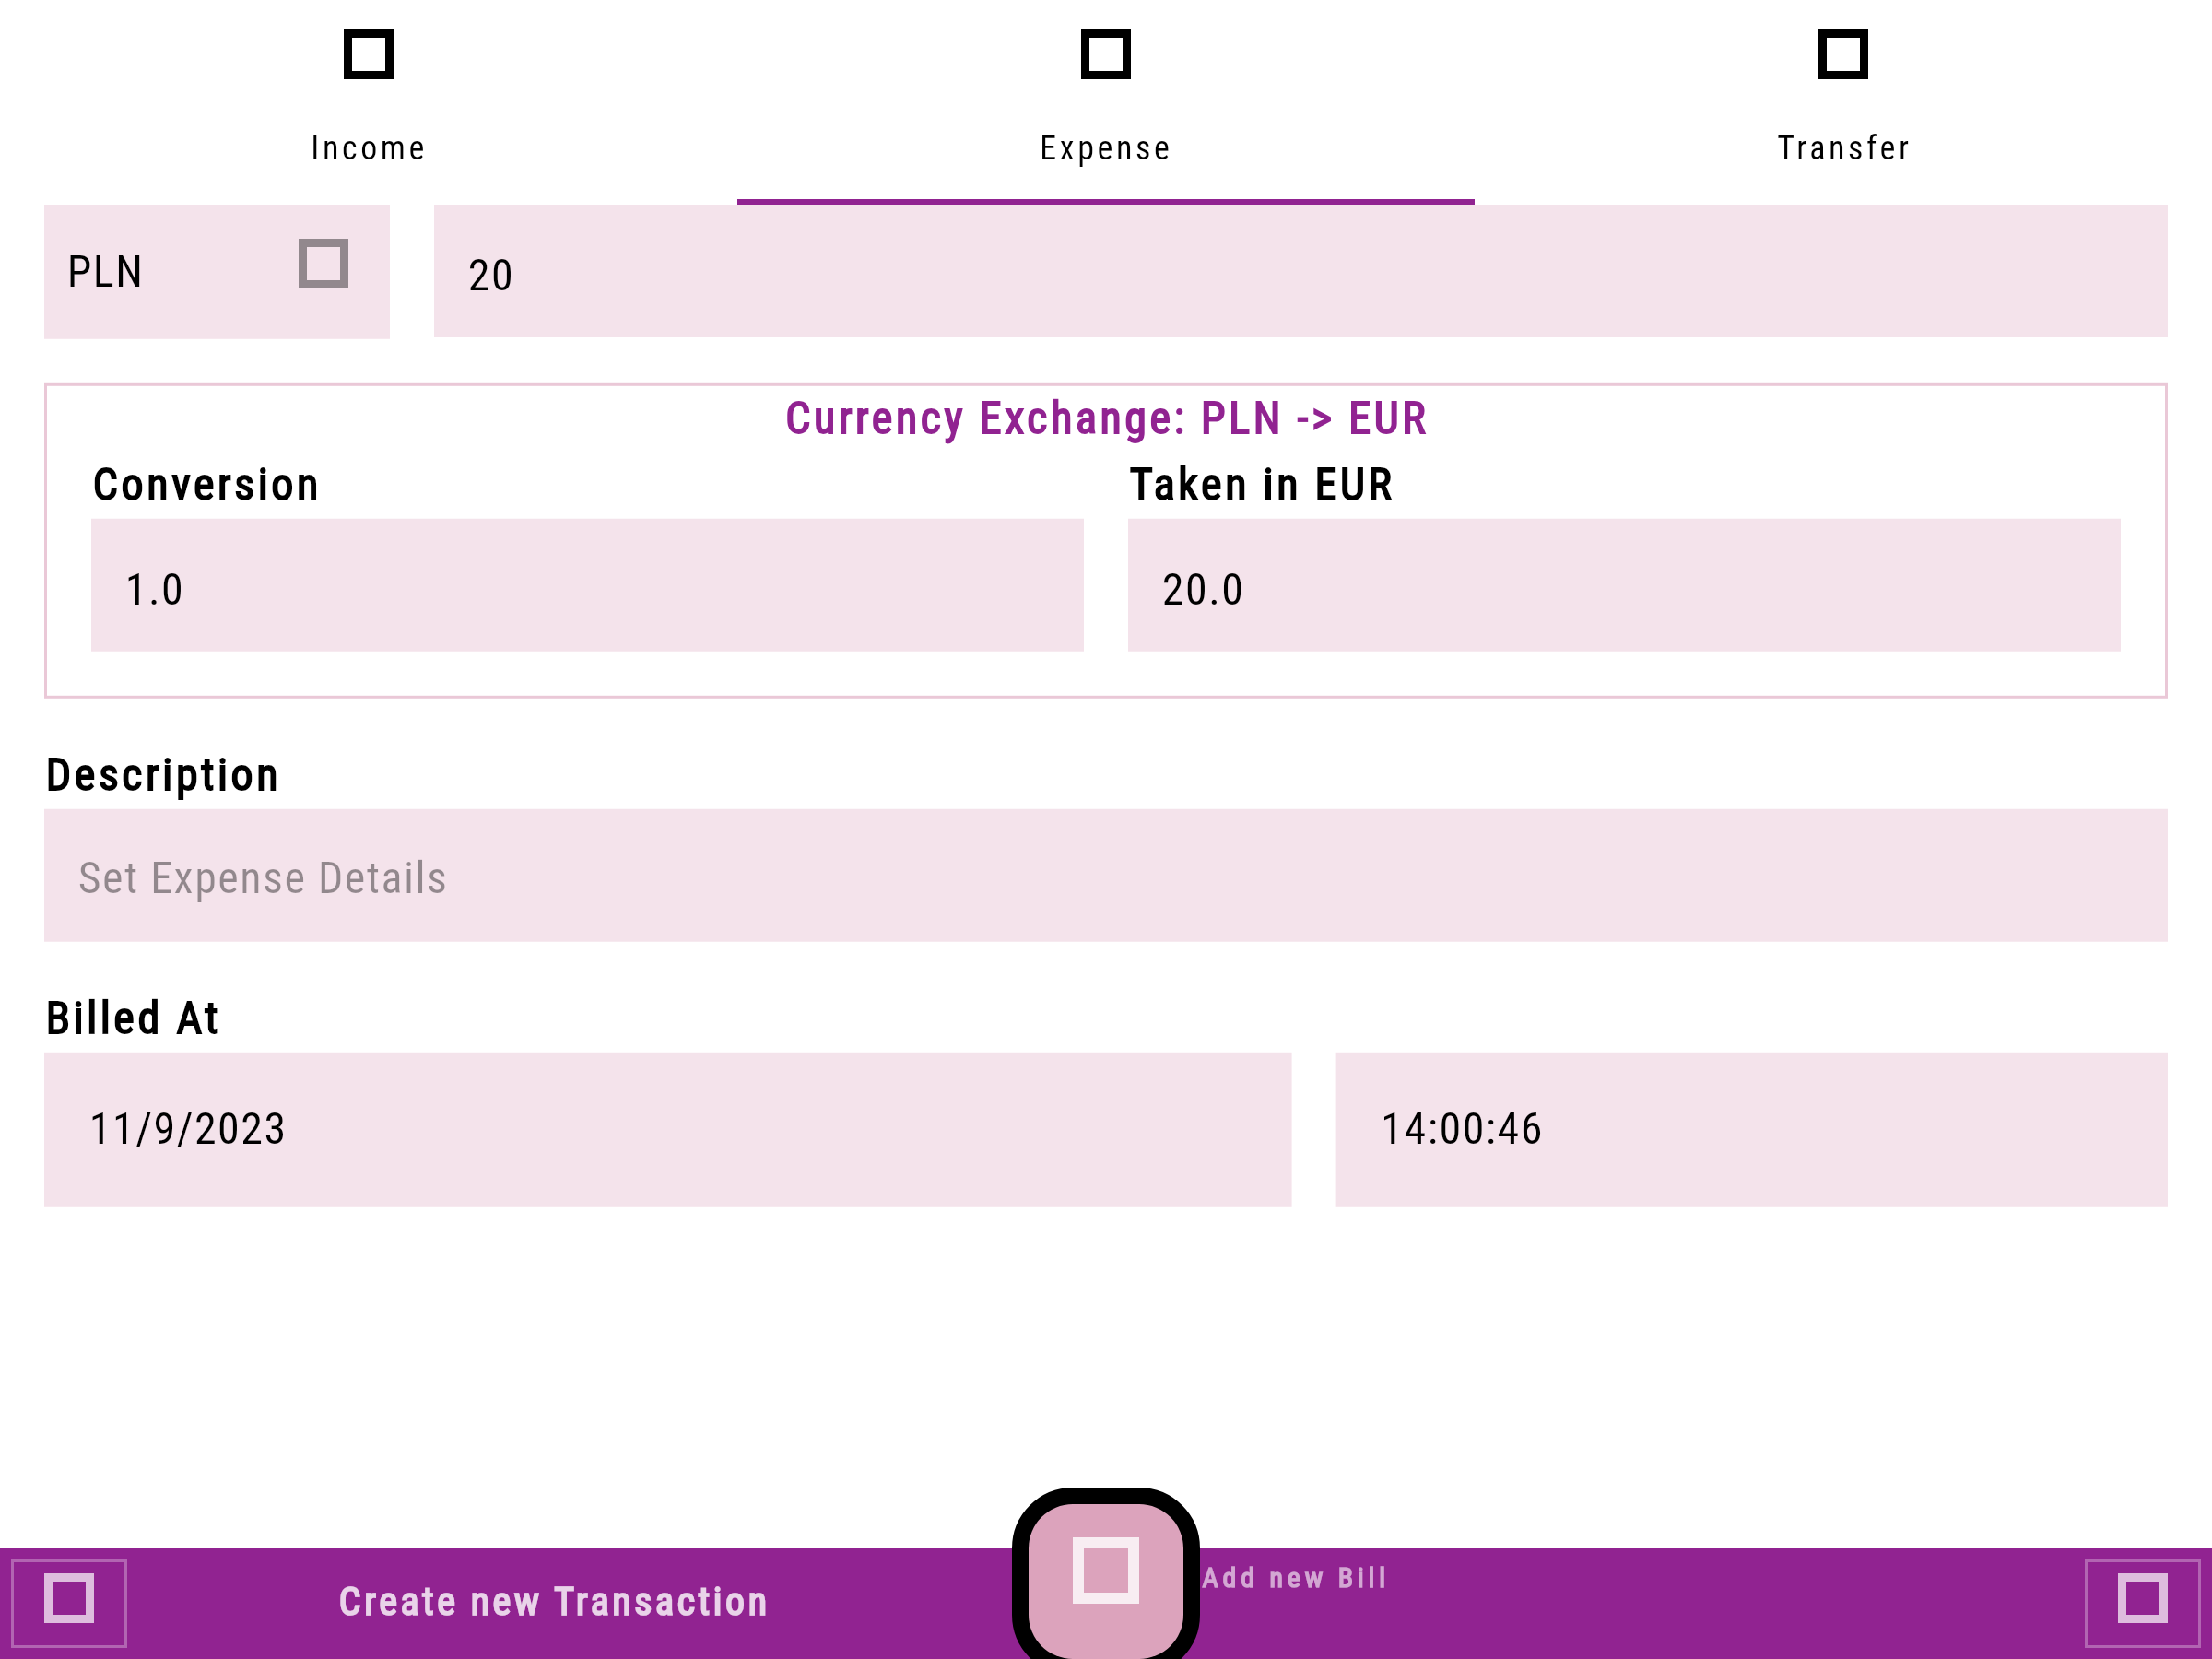 Income
Expense
Transfer
PLN
20
Currency Exchange: PLN -> EUR
Conversion
Taken in EUR
1.0
20.0
Description
Set Expense Details
Billed At
11/9/2023
14:00:46
Create new Transaction
Add new Bill